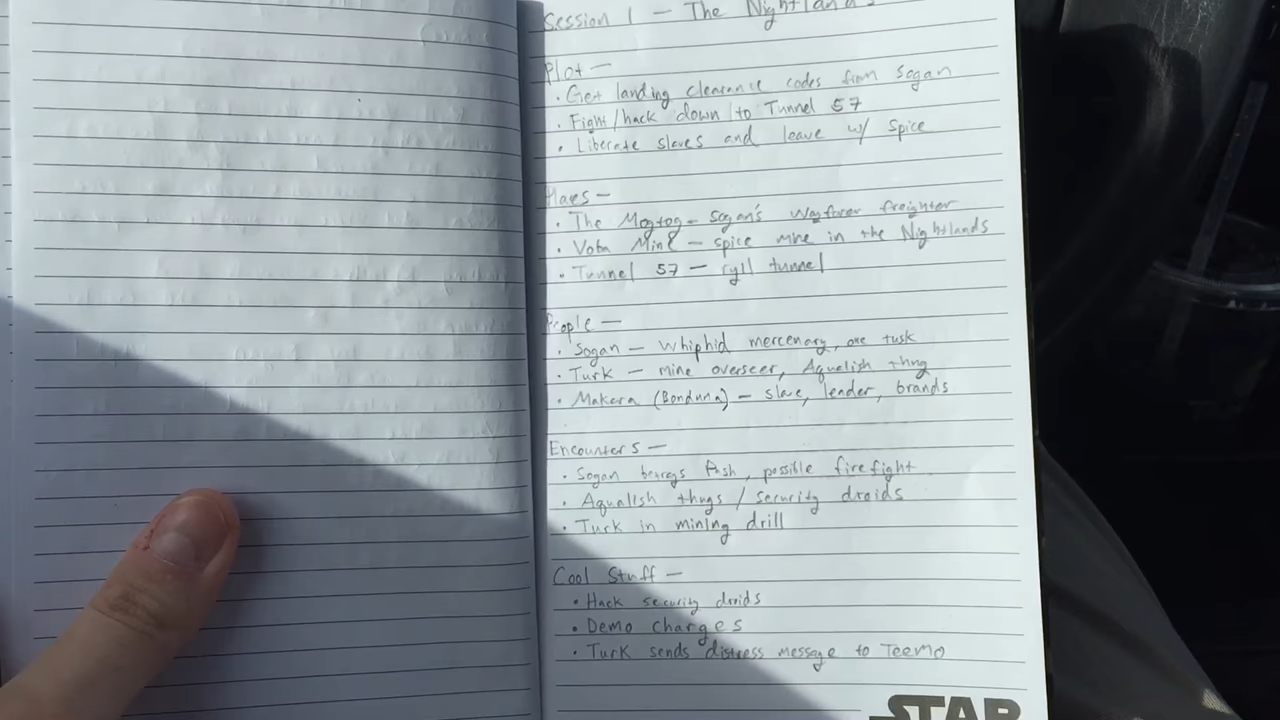 Session 1 — The Nightlands
Plot —
• Get landing clearance codes from Sogan
• Fight/hack down to Tunnel 57
• Liberate slaves and leave w/ spice
• The Mogtog — Sogan's Wayfarer freighter
• Vota Mine — spice mine in the Nightlands
• Tunnel 57 — ryll tunnel
People —
• Sogan — Whiphid mercenary, one tusk
• Turk — mine overseer, Aqualish thug
• Makara (Bonduna) — slave, leader, brands
Encounters —
• Sogan possible firefight
• Aqualish thugs / security droids
• Turk in mining drill
Cool Stuff —
• Hack security droids
• Demo charges
• Turk sends distress message to Teemo
STAR